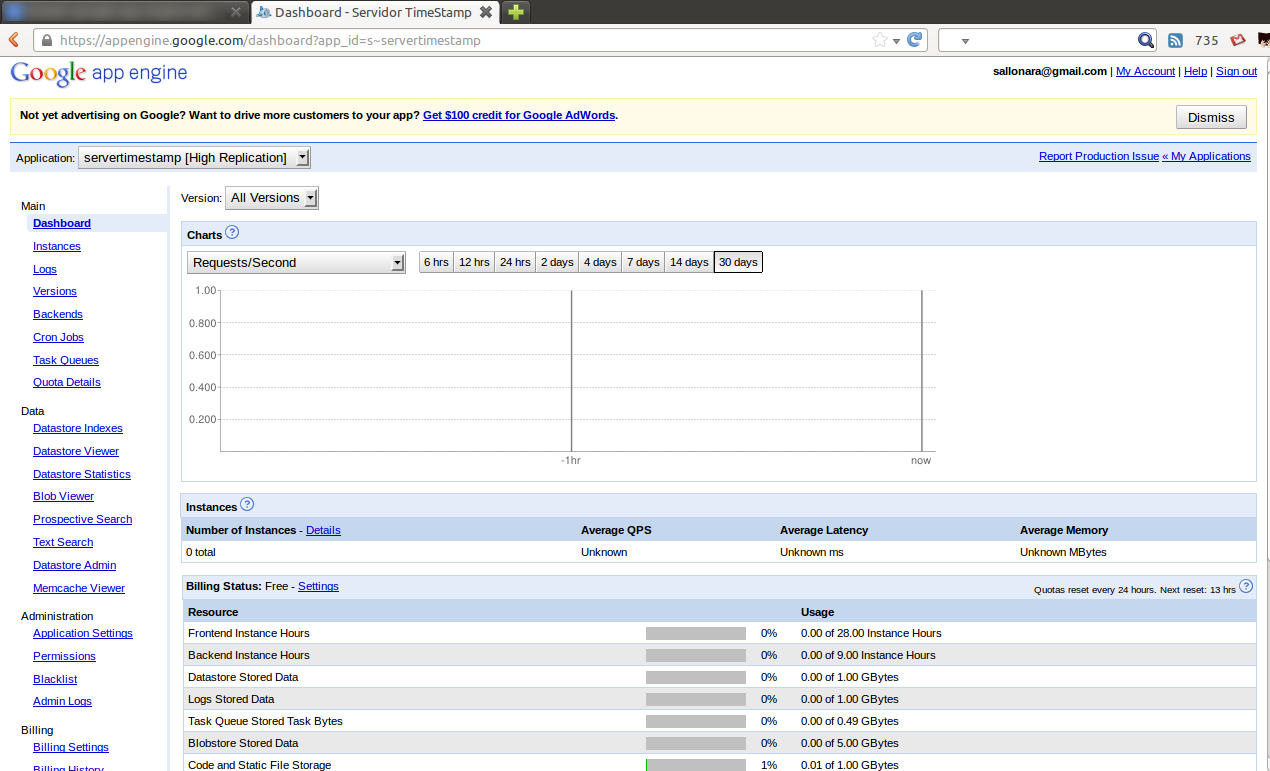 Dashboard - Servidor TimeStamp
https://appengine.google.com/dashboard?app_id=s~servertimestamp
735
Google app engine
sallonara@gmail.com | My Account | Help | Sign out
Not yet advertising on Google? Want to drive more customers to your app? Get $100 credit for Google AdWords.
Dismiss
Application: servertimestamp [High Replication]
Report Production Issue « My Applications
Main
Dashboard
Instances
Logs
Versions
Backends
Cron Jobs
Task Queues
Quota Details
Data
Datastore Indexes
Datastore Viewer
Datastore Statistics
Blob Viewer
Prospective Search
Text Search
Datastore Admin
Memcache Viewer
Administration
Application Settings
Permissions
Blacklist
Admin Logs
Billing
Billing Settings
Billing History
Version: All Versions
Charts ?
Requests/Second 6 hrs 12 hrs 24 hrs 2 days 4 days 7 days 14 days 30 days
1.00
0.800
0.600
0.400
0.200
-1hr now
Instances ?
Number of Instances - Details Average QPS Average Latency Average Memory
0 total Unknown Unknown ms Unknown MBytes
Billing Status: Free - Settings Quotas reset every 24 hours. Next reset: 13 hrs ?
Resource Usage
Frontend Instance Hours 0% 0.00 of 28.00 Instance Hours
Backend Instance Hours 0% 0.00 of 9.00 Instance Hours
Datastore Stored Data 0% 0.00 of 1.00 GBytes
Logs Stored Data 0% 0.00 of 1.00 GBytes
Task Queue Stored Task Bytes 0% 0.00 of 0.49 GBytes
Blobstore Stored Data 0% 0.00 of 5.00 GBytes
Code and Static File Storage 1% 0.01 of 1.00 GBytes